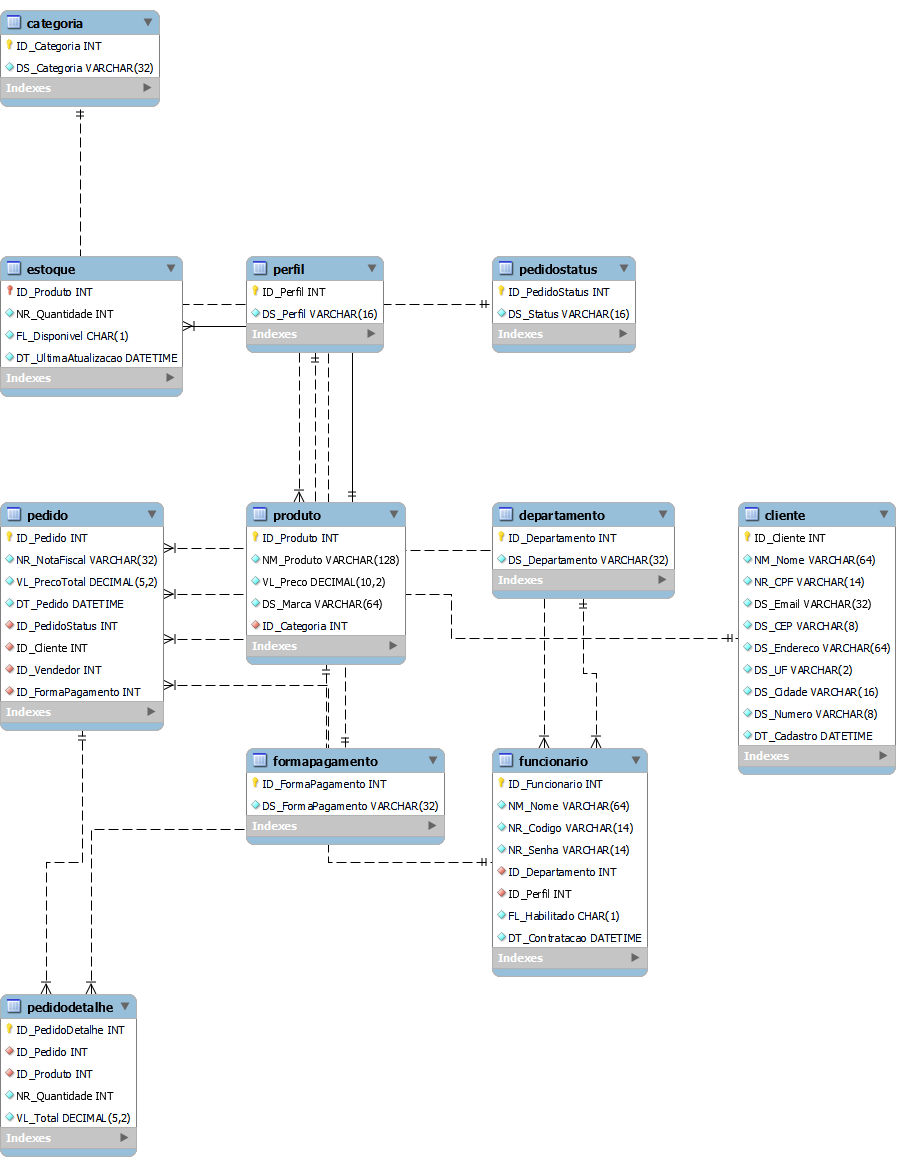 categoria
ID_Categoria INT
DS_Categoria VARCHAR(32)
Indexes
estoque
ID_Produto INT
NR_Quantidade INT
FL_Disponivel CHAR(1)
DT_UltimaAtualizacao DATETIME
Indexes
perfil
ID_Perfil INT
DS_Perfil VARCHAR(16)
Indexes
pedidostatus
ID_PedidoStatus INT
DS_Status VARCHAR(16)
Indexes
pedido
ID_Pedido INT
NR_NotaFiscal VARCHAR(32)
VL_PrecoTotal DECIMAL(5,2)
DT_Pedido DATETIME
ID_PedidoStatus INT
ID_Cliente INT
ID_Vendedor INT
ID_FormaPagamento INT
Indexes
produto
ID_Produto INT
NM_Produto VARCHAR(128)
VL_Preco DECIMAL(10,2)
DS_Marca VARCHAR(64)
ID_Categoria INT
Indexes
departamento
ID_Departamento INT
DS_Departamento VARCHAR(32)
Indexes
cliente
ID_Cliente INT
NM_Nome VARCHAR(64)
NR_CPF VARCHAR(14)
DS_Email VARCHAR(32)
DS_CEP VARCHAR(8)
DS_Endereco VARCHAR(64)
DS_UF VARCHAR(2)
DS_Cidade VARCHAR(16)
DS_Numero VARCHAR(8)
DT_Cadastro DATETIME
Indexes
formapagamento
ID_FormaPagamento INT
DS_FormaPagamento VARCHAR(32)
Indexes
funcionario
ID_Funcionario INT
NM_Nome VARCHAR(64)
NR_Codigo VARCHAR(14)
NR_Senha VARCHAR(14)
ID_Departamento INT
ID_Perfil INT
FL_Habilitado CHAR(1)
DT_Contratacao DATETIME
Indexes
pedidodetalhe
ID_PedidoDetalhe INT
ID_Pedido INT
ID_Produto INT
NR_Quantidade INT
VL_Total DECIMAL(5,2)
Indexes